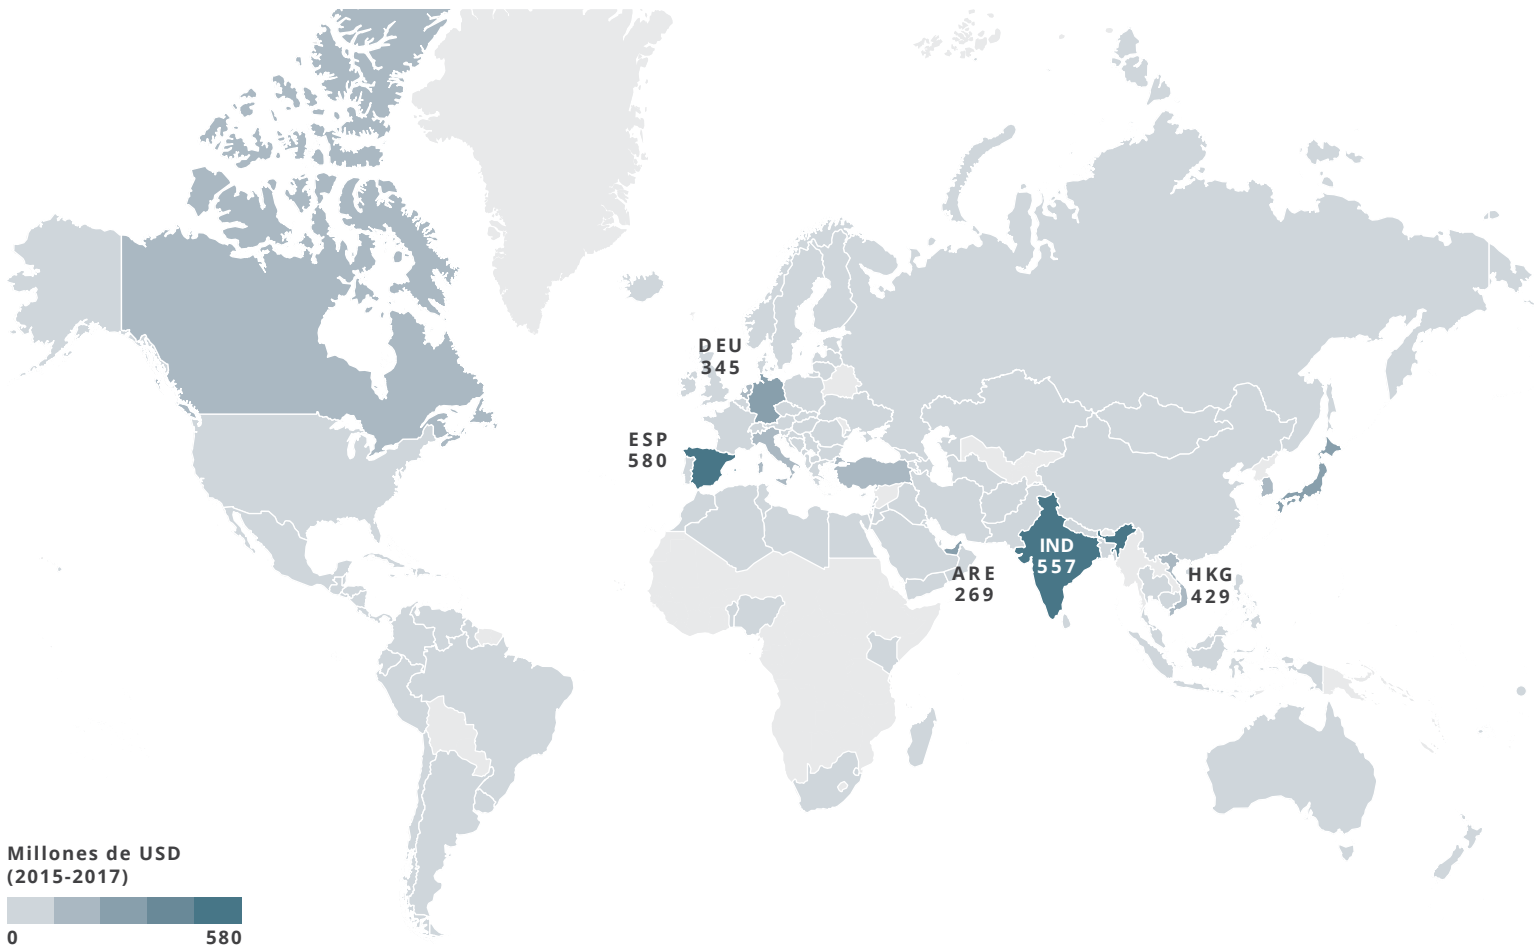 DEU
345
ESP
580
IND
557
ARE
269
HKG
429
Millones de USD
(2015-2017)
0 580